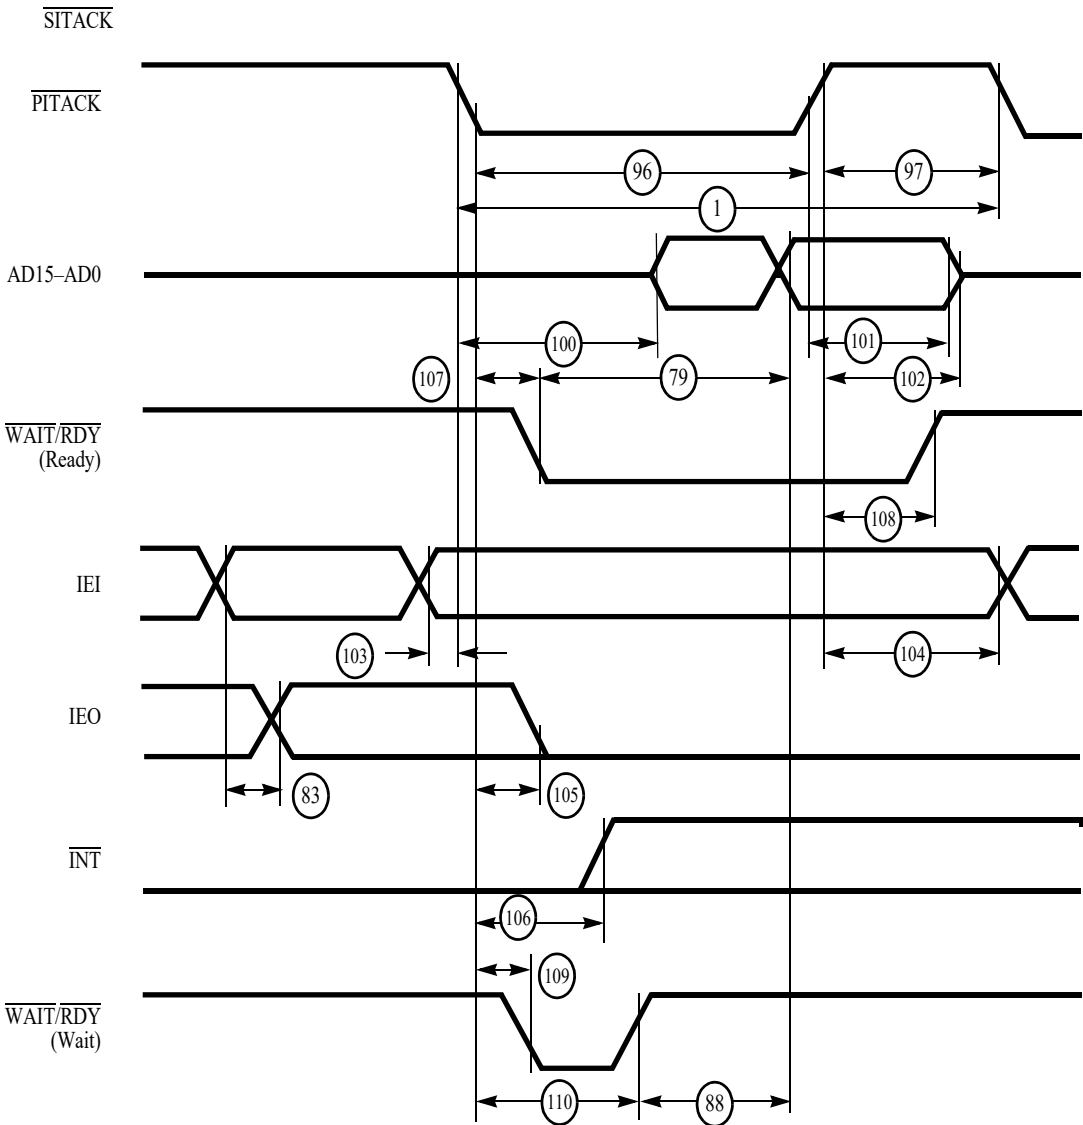 SITACK
PITACK
96
97
1
AD15–AD0
100
101
107
79
102
WAIT/RDY
(Ready)
108
IEI
103
104
IEO
83
105
INT
106
109
WAIT/RDY
(Wait)
110
88